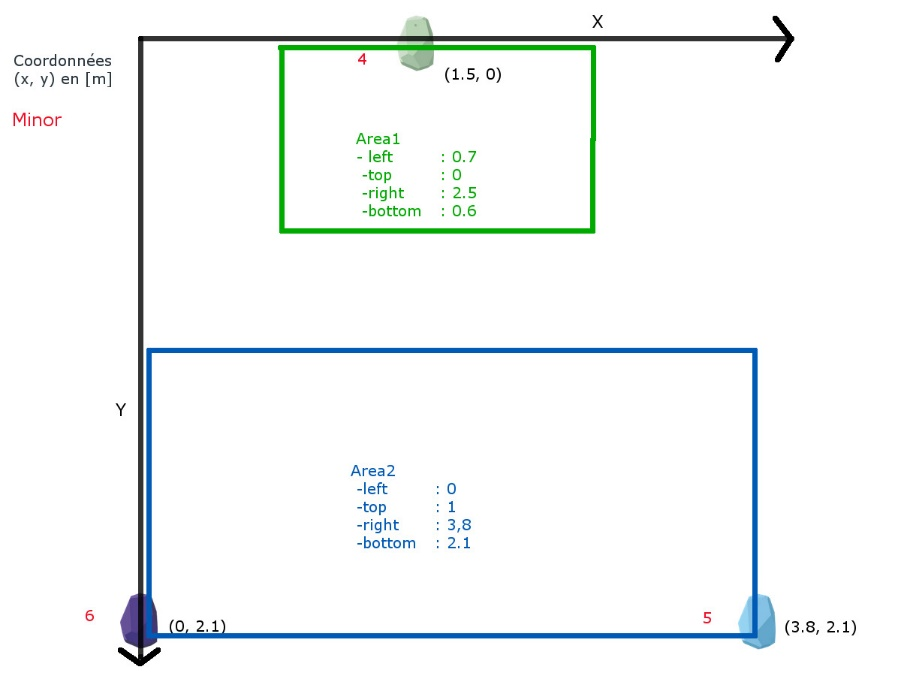 X
Coordonnées
(x, y) en [m]
4
(1.5, 0)
Minor
Area1
- left : 0.7
-top : 0
-right : 2.5
-bottom : 0.6
Y
Area2
-left : 0
-top : 1
-right : 3,8
-bottom : 2.1
6
(0, 2.1)
5
(3.8, 2.1)